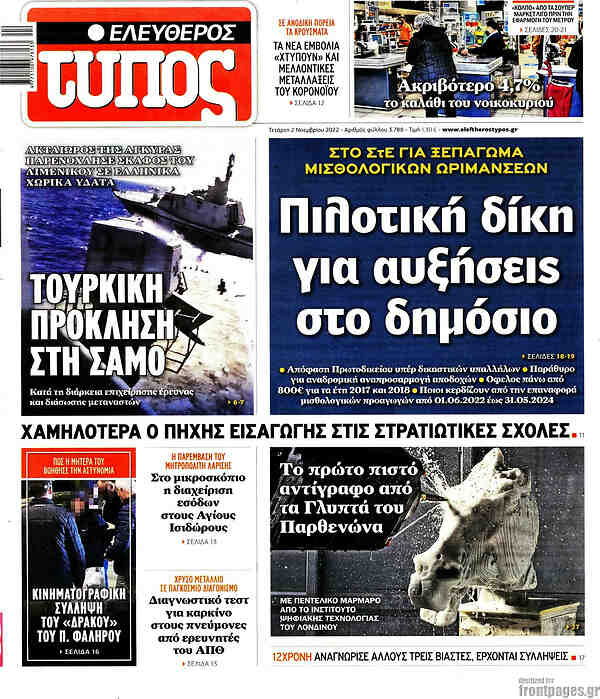 ΕΛΕΥΘΕΡΟΣ
τυπος
ΣΕ ΑΝΟΔΙΚΗ ΠΟΡΕΙΑ
ΤΑ ΚΡΟΥΣΜΑΤΑ
ΤΑ ΝΕΑ ΕΜΒΟΛΙΑ
«ΧΤΥΠΟΥΝ» ΚΑΙ
ΜΕΛΛΟΝΤΙΚΕΣ
ΜΕΤΑΛΛΑΞΕΙΣ
ΤΟΥ ΚΟΡΟΝΟΪΟΥ
ΣΕΛΙΔΑ 12
«ΚΟΛΠΟ» ΑΠΟ ΤΑ ΣΟΥΠΕΡ
ΜΑΡΚΕΤ ΛΙΓΟ ΠΡΙΝ ΤΗΝ
ΕΦΑΡΜΟΓΗ ΤΟΥ ΜΕΤΡΟΥ
ΣΕΛΙΔΕΣ 20-21
Ακριβότερο 4,7%
το καλάθι του νοικοκυριού
Τετάρτη 2 Νοεμβρίου 2022 - Αριθμός φύλλου 3.788 - Τιμή 1,30 € - www.eleftherostypos.gr
ΑΚΤΑΙΩΡΟΣ ΤΗΣ ΑΓΚΥΡΑΣ
ΠΑΡΕΝΟΧΛΗΣΕ ΣΚΑΦΟΣ ΤΟΥ
ΛΙΜΕΝΙΚΟΥ ΣΕ ΕΛΛΗΝΙΚΑ
ΧΩΡΙΚΑ ΥΔΑΤΑ
ΤΟΥΡΚΙΚΗ
ΠΡΟΚΛΗΣΗ
ΣΤΗ ΣΑΜΟ
Κατά τη διάρκεια επιχείρησης έρευνας
και διάσωσης μεταναστών
6-7
ΣΤΟ ΣτΕ ΓΙΑ ΞΕΠΑΓΩΜΑ
ΜΙΣΘΟΛΟΓΙΚΩΝ ΩΡΙΜΑΝΣΕΩΝ
Πιλοτική δίκη
για αυξήσεις
στο δημόσιο
ΣΕΛΙΔΕΣ 18-19
• Απόφαση Πρωτοδικείου υπέρ δικαστικών υπαλλήλων • Παράθυρο
για αναδρομική αναπροσαρμογή αποδοχών • Οφελος πάνω από
800€ για τα έτη 2017 και 2018 • Ποιοι κερδίζουν από την επαναφορά
μισθολογικών προαγωγών από 01.06.2022 έως 31.05.2024
ΧΑΜΗΛΟΤΕΡΑ Ο ΠΗΧΗΣ ΕΙΣΑΓΩΓΗΣ ΣΤΙΣ ΣΤΡΑΤΙΩΤΙΚΕΣ ΣΧΟΛΕΣ 11
ΠΩΣ Η ΜΗΤΕΡΑ ΤΟΥ
ΒΟΗΘΗΣΕ ΤΗΝ ΑΣΤΥΝΟΜΙΑ
ΚΙΝΗΜΑΤΟΓΡΑΦΙΚΗ
ΣΥΛΛΗΨΗ
ΤΟΥ «ΔΡΑΚΟΥ»
ΤΟΥ Π. ΦΑΛΗΡΟΥ
ΣΕΛΙΔΑ 16
Η ΠΑΡΕΜΒΑΣΗ ΤΟΥ
ΜΗΤΡΟΠΟΛΙΤΗ ΛΑΡΙΣΗΣ
Στο μικροσκόπιο
η διαχείριση
εσόδων
στους Αγίους
Ισιδώρους
ΣΕΛΙΔΑ 15
ΧΡΥΣΟ ΜΕΤΑΛΛΙΟ
ΣΕ ΠΑΓΚΟΣΜΙΟ ΔΙΑΓΩΝΙΣΜΟ
Διαγνωστικό τεστ
για καρκίνο
στους πνεύμονες
από ερευνητές
του ΑΠΘ
ΣΕΛΙΔΑ 13
Το πρώτο πιστό
αντίγραφο από
τα Γλυπτά του
Παρθενώνα
ΜΕ ΠΕΝΤΕΛΙΚΟ ΜΑΡΜΑΡΟ
ΑΠΟ ΤΟ ΙΝΣΤΙΤΟΥΤΟ
ΨΗΦΙΑΚΗΣ ΤΕΧΝΟΛΟΓΙΑΣ
ΤΟΥ ΛΟΝΔΙΝΟΥ
12ΧΡΟΝΗ ΑΝΑΓΝΩΡΙΣΕ ΑΛΛΟΥΣ ΤΡΕΙΣ ΒΙΑΣΤΕΣ, ΕΡΧΟΝΤΑΙ ΣΥΛΛΗΨΕΙΣ 17
digitized for
frontpages.gr